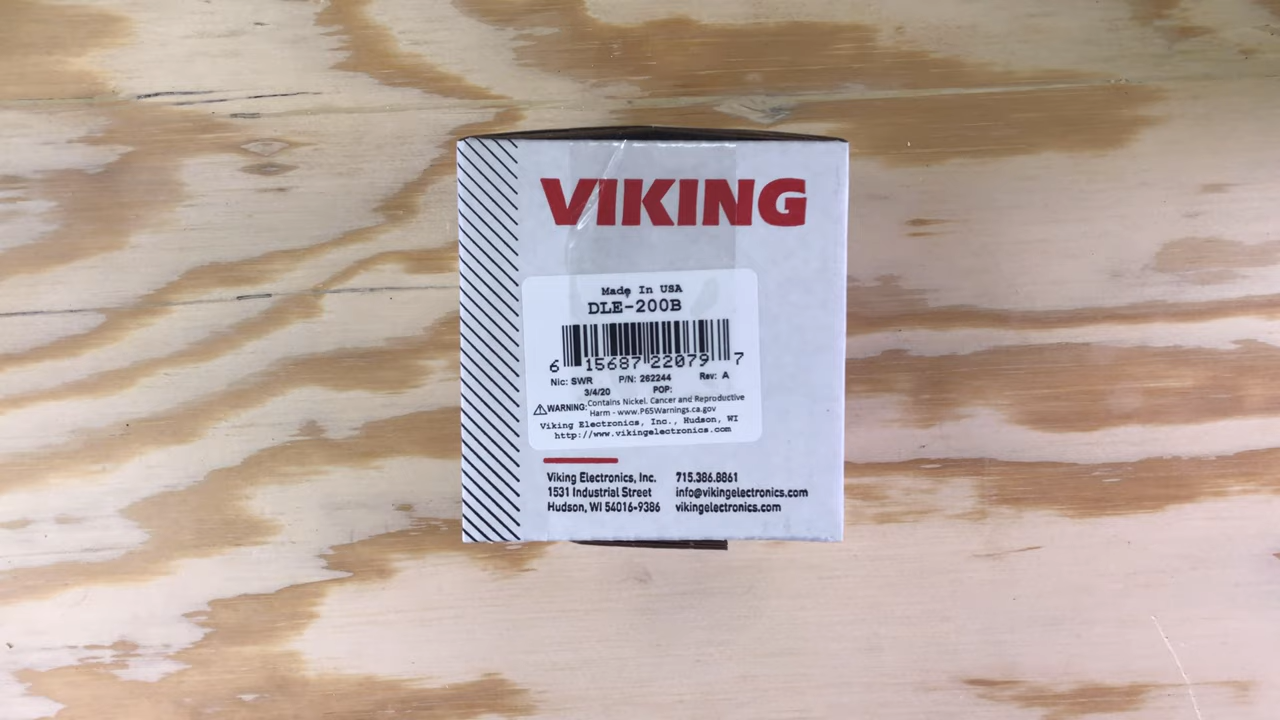 VIKING
Made In USA
DLE-200B
6 15687 22079 7
Nic: SWR P/N: 262244 Rev: A
3/4/20 POP:
WARNING: Contains Nickel. Cancer and Reproductive
Harm - www.P65Warnings.ca.gov
Viking Electronics, Inc., Hudson, WI
http://www.vikingelectronics.com
Viking Electronics, Inc. 715.386.8861
1531 Industrial Street info@vikingelectronics.com
Hudson, WI 54016-9386 vikingelectronics.com